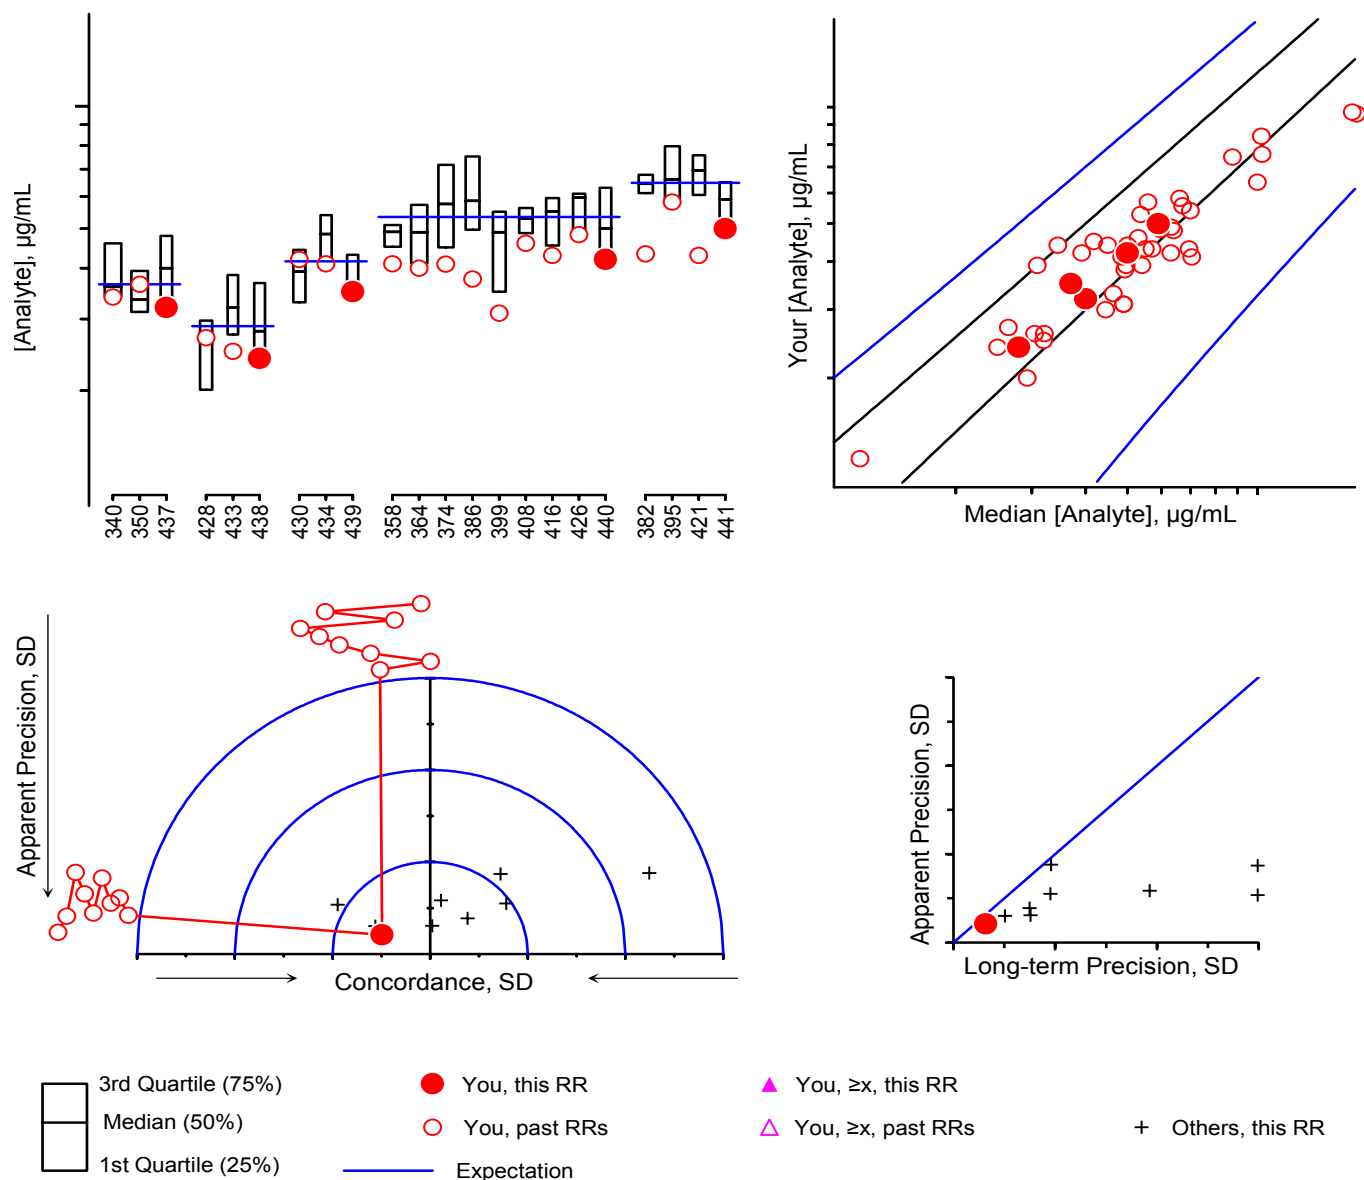 [Analyte], µg/mL
340
350
437
428
433
438
430
434
439
358
364
374
386
399
408
416
426
440
382
395
421
441
Your [Analyte], µg/mL
Median [Analyte], µg/mL
Apparent Precision, SD
Concordance, SD
Apparent Precision, SD
Long-term Precision, SD
3rd Quartile (75%)
Median (50%)
1st Quartile (25%)
You, this RR
You, past RRs
Expectation
You, ≥x, this RR
You, ≥x, past RRs
Others, this RR